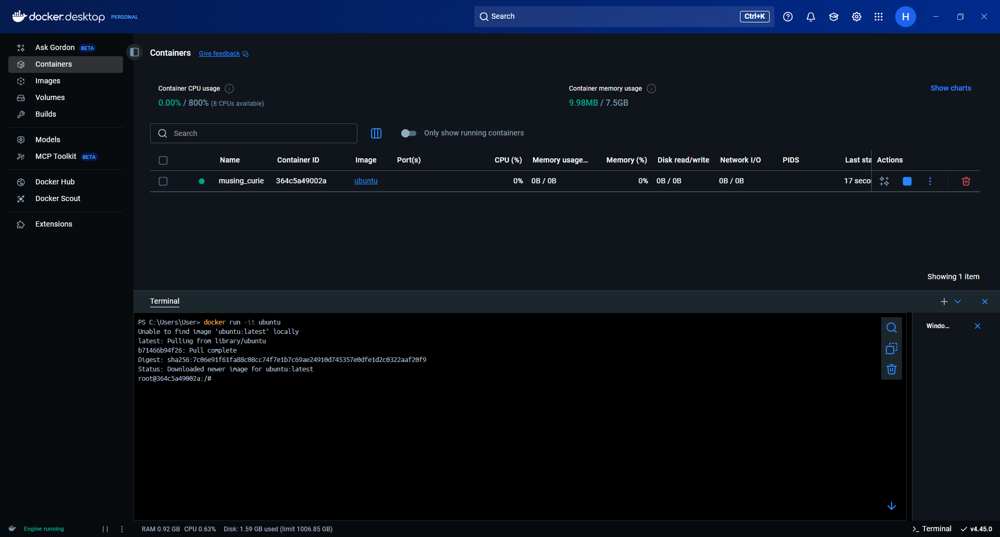 docker.desktop PERSONAL
Search Ctrl+K
H
Ask Gordon BETA
Containers
Images
Volumes
Builds
Models
MCP Toolkit BETA
Docker Hub
Docker Scout
Extensions
Containers Give feedback
Container CPU usage
0.00% / 800% (8 CPUs available)
Container memory usage
9.98MB / 7.5GB
Show charts
Search
Only show running containers
Name Container ID Image Port(s) CPU (%) Memory usage... Memory (%) Disk read/write Network I/O PIDS Last sta Actions
musing_curie 364c5a49002a ubuntu 0% 0B / 0B 0% 0B / 0B 0B / 0B 17 seco
Showing 1 item
Terminal
PS C:\Users\User> docker run -it ubuntu
Unable to find image 'ubuntu:latest' locally
latest: Pulling from library/ubuntu
b71466b94f26: Pull complete
Digest: sha256:7c06e91f61fa88c08cc74f7e1b7c69ae24910d745357e0dfe1d2c0322aaf20f9
Status: Downloaded newer image for ubuntu:latest
root@364c5a49002a:/#
Windo...
Engine running
RAM 0.92 GB CPU 0.63% Disk: 1.59 GB used (limit 1006.85 GB)
Terminal
v4.45.0